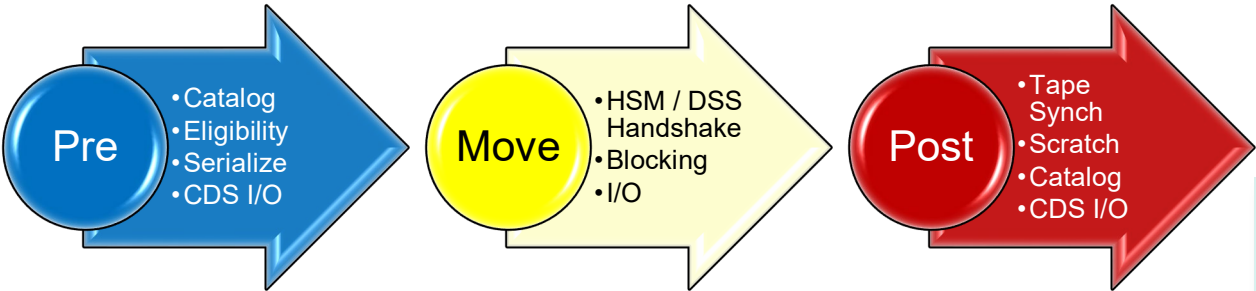 Pre
•Catalog
•Eligibility
•Serialize
•CDS I/O
Move
•HSM / DSS
Handshake
•Blocking
•I/O
Post
•Tape
Synch
•Scratch
•Catalog
•CDS I/O